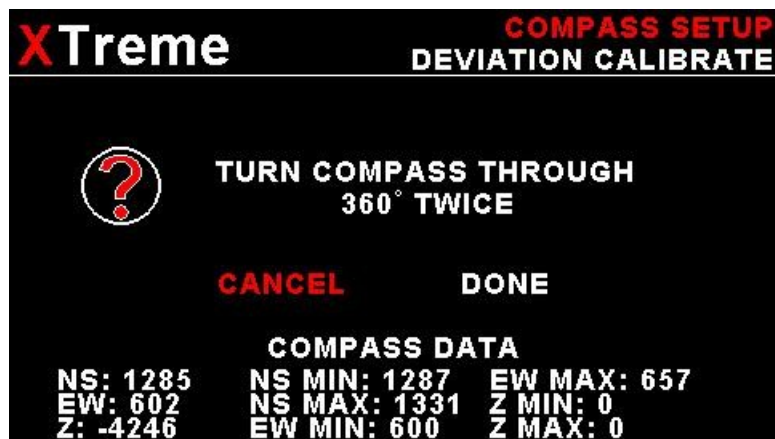 XTreme
COMPASS SETUP
DEVIATION CALIBRATE
?
TURN COMPASS THROUGH
360° TWICE
CANCEL DONE
COMPASS DATA
NS: 1285 NS MIN: 1287 EW MAX: 657
EW: 602 NS MAX: 1331 Z MIN: 0
Z: -4246 EW MIN: 600 Z MAX: 0